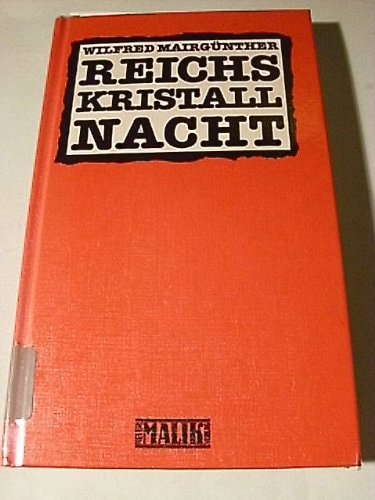 WILFRED MAIRGÜNTHER
REICHS
KRISTALL
NACHT
MALIK